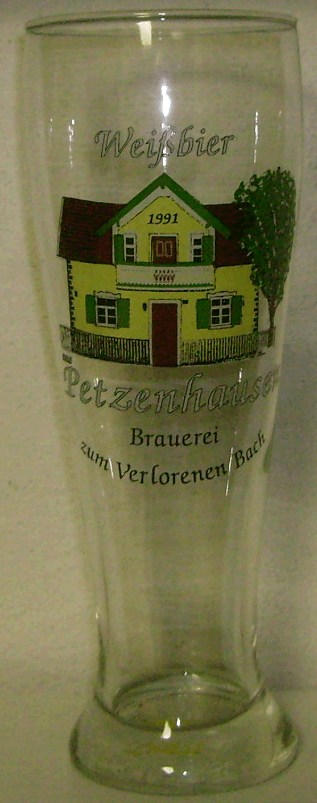 Weißbier
1991
Petzenhausen
Brauerei
zum Verlorenen Bach